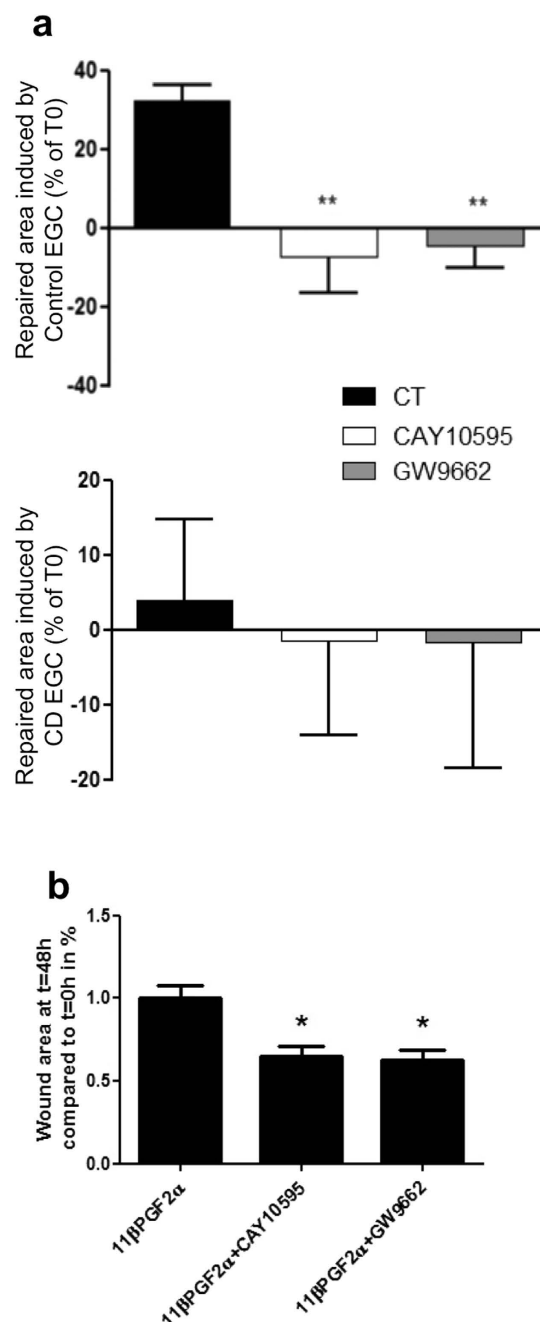 a
Repaired area induced by
Control EGC (% of T0)
40
20
0
-20
-40
**
**
CT
CAY10595
GW9662
Repaired area induced by
CD EGC (% of T0)
20
10
0
-10
-20
b
Wound area at t=48h
compared to t=0h in %
1.5
1.0
0.5
0.0
*
*
11βPGF2α
11βPGF2α+CAY10595
11βPGF2α+GW9662